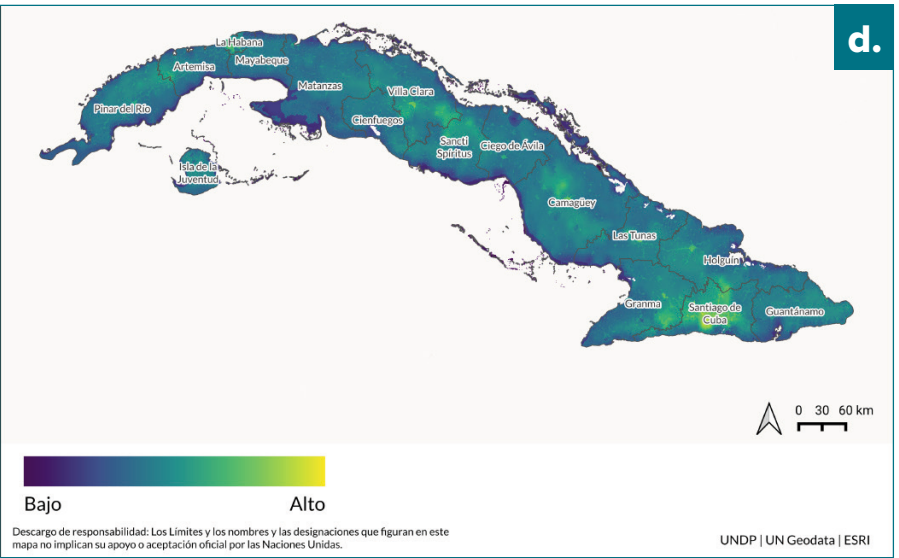 d.
La Habana
Artemisa
Mayabeque
Matanzas
Pinar del Río
Villa Clara
Cienfuegos
Sancti
Spíritus
Ciego de Ávila
Isla de la
Juventud
Camagüey
Las Tunas
Holguín
Granma
Santiago de
Cuba
Guantánamo
0 30 60 km
Bajo Alto
Descargo de responsabilidad: Los Límites y los nombres y las designaciones que figuran en este
mapa no implican su apoyo o aceptación oficial por las Naciones Unidas.
UNDP | UN Geodata | ESRI